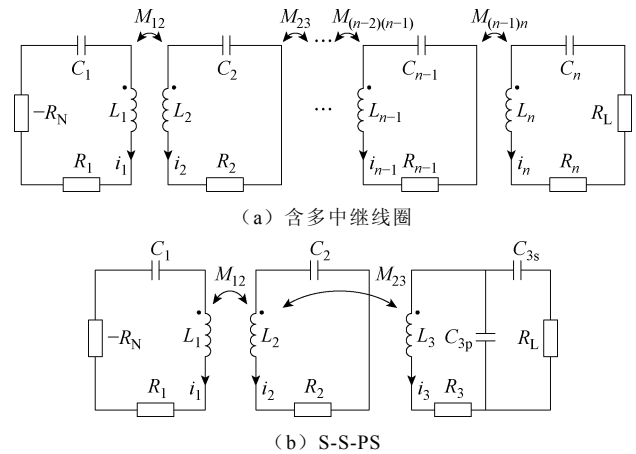 M12 M23 ... M(n−2)(n−1) M(n−1)n
C1 C2 Cn−1 Cn
−RN L1 L2 ... Ln−1 Ln RL
R1 i1 i2 R2 in−1 Rn−1 in Rn
（a）含多中继线圈
C1 C2 C3s
M12 M23
−RN L1 L2 L3 C3p RL
R1 i1 i2 R2 i3 R3
（b）S-S-PS